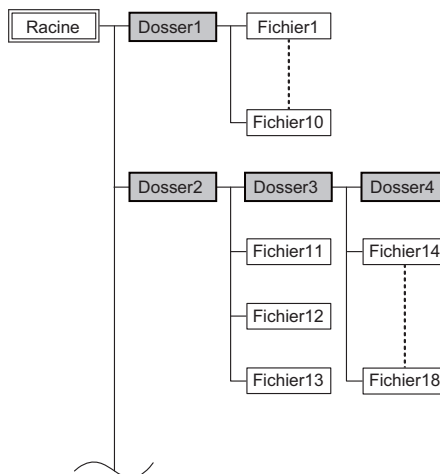 Racine Dosser1 Fichier1
Fichier10
Dosser2 Dosser3 Dosser4
Fichier11 Fichier14
Fichier12
Fichier13 Fichier18